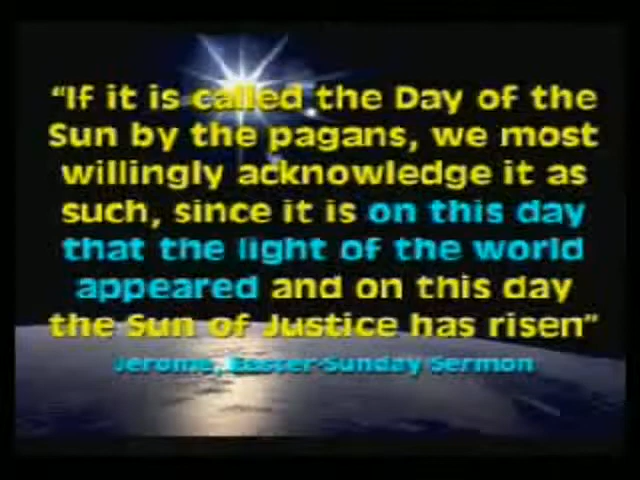 “If it is called the Day of the
Sun by the pagans, we most
willingly acknowledge it as
such, since it is on this day
that the light of the world
appeared and on this day
the Sun of Justice has risen”
Jerome, Easter-Sunday Sermon